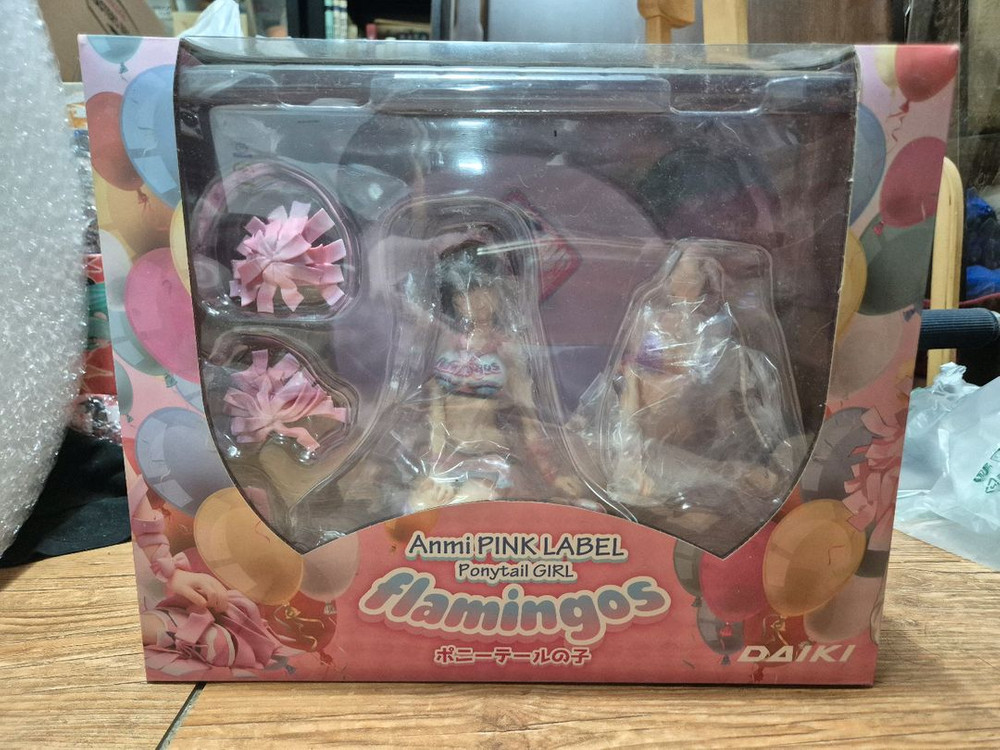 Anmi PINK LABEL
Ponytail GIRL
flamingos
ポニーテールの子
DAIKI